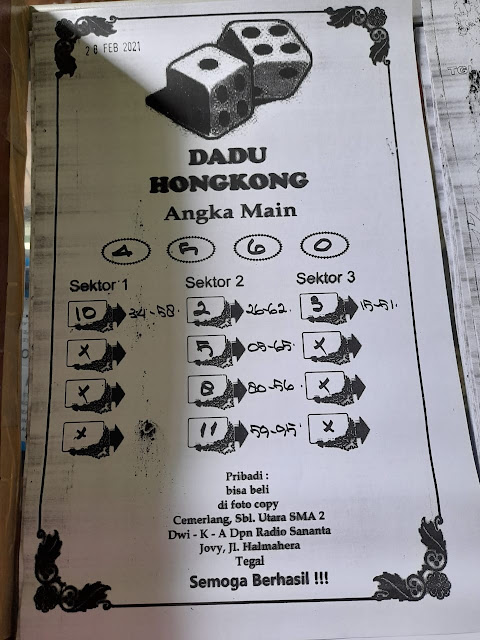 28 FEB 2021
DADU
HONGKONG
Angka Main
4 5 6 0
Sektor 1 Sektor 2 Sektor 3
10 34-58. 2 26-62. 3 15-51.
x 5 05-65. x
x 8 80-56 x
x 11 59-95. x
Pribadi :
bisa beli
di foto copy
Cemerlang, Sbl. Utara SMA 2
Dwi - K - A Dpn Radio Sananta
Jovy, Jl. Halmahera
Tegal
Semoga Berhasil !!!